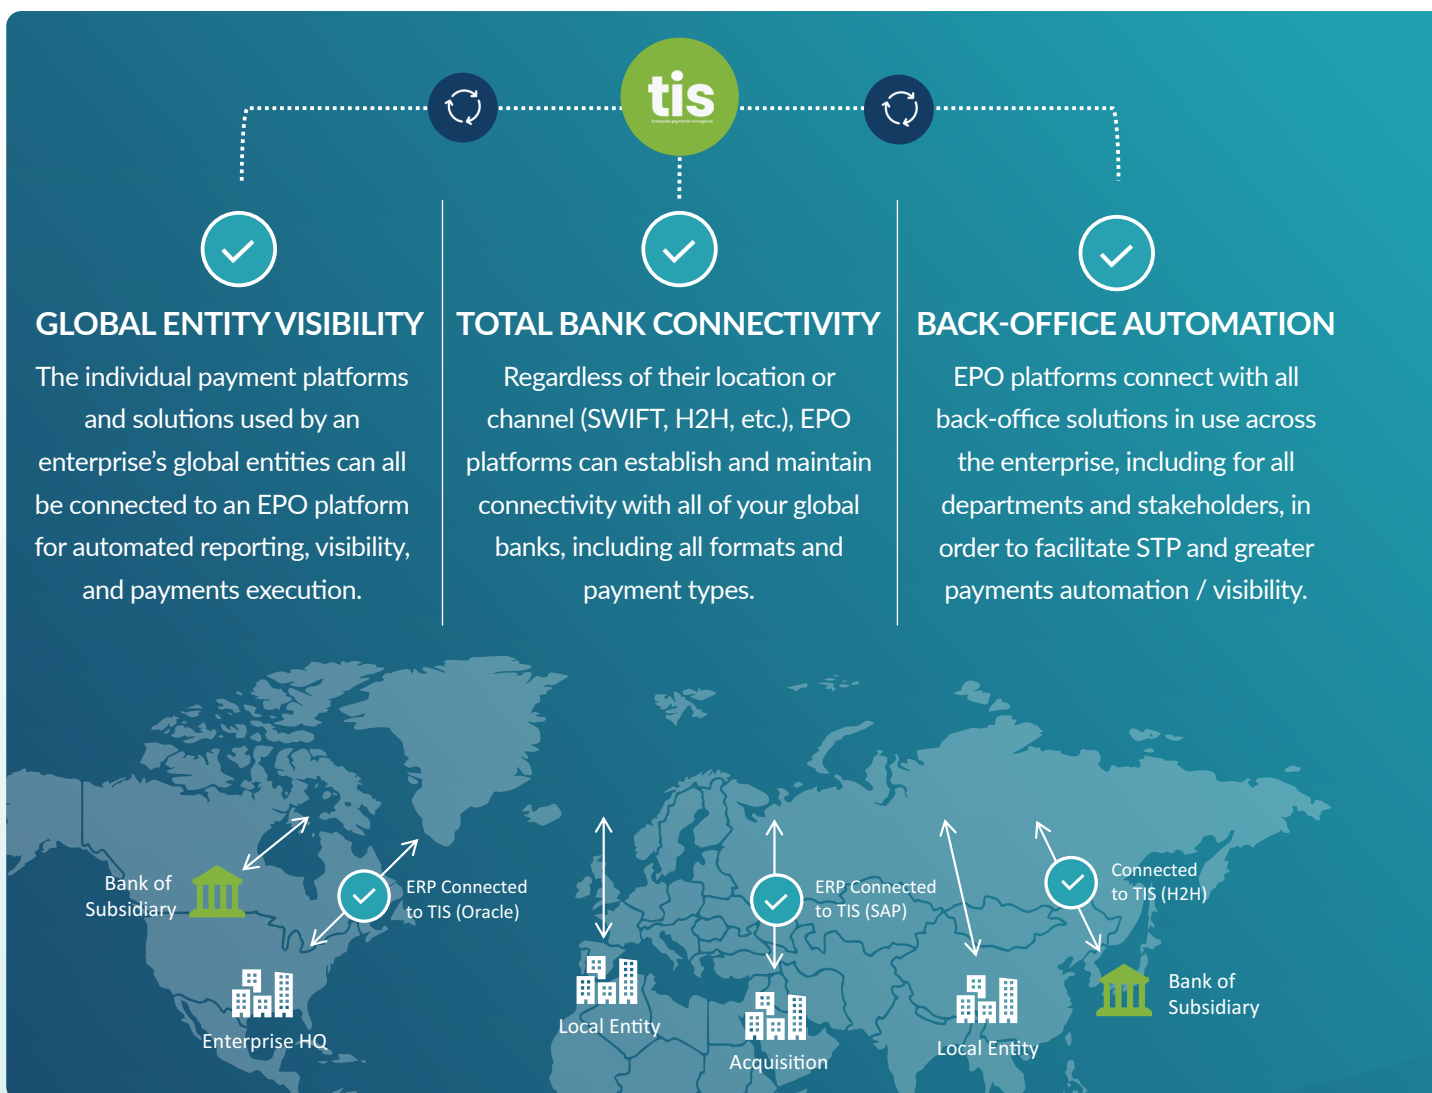 tis
Enterprise payments reimagined.
GLOBAL ENTITY VISIBILITY
The individual payment platforms
and solutions used by an
enterprise’s global entities can all
be connected to an EPO platform
for automated reporting, visibility,
and payments execution.
TOTAL BANK CONNECTIVITY
Regardless of their location or
channel (SWIFT, H2H, etc.), EPO
platforms can establish and maintain
connectivity with all of your global
banks, including all formats and
payment types.
BACK-OFFICE AUTOMATION
EPO platforms connect with all
back-office solutions in use across
the enterprise, including for all
departments and stakeholders, in
order to facilitate STP and greater
payments automation / visibility.
Bank of
Subsidiary
ERP Connected
to TIS (Oracle)
Enterprise HQ
Local Entity
ERP Connected
to TIS (SAP)
Acquisition
Local Entity
Connected
to TIS (H2H)
Bank of
Subsidiary